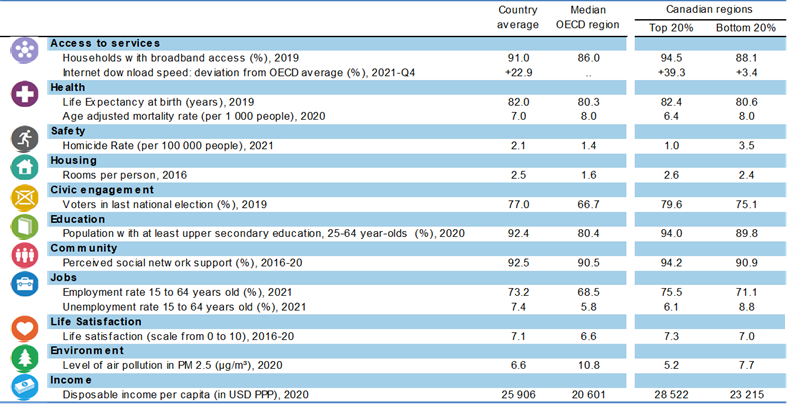 Country Median Canadian regions
average OECD region Top 20% Bottom 20%
Access to services
Households with broadband access (%), 2019 91.0 86.0 94.5 88.1
Internet download speed: deviation from OECD average (%), 2021-Q4 +22.9 .. +39.3 +3.4
Health
Life Expectancy at birth (years), 2019 82.0 80.3 82.4 80.6
Age adjusted mortality rate (per 1 000 people), 2020 7.0 8.0 6.4 8.0
Safety
Homicide Rate (per 100 000 people), 2021 2.1 1.4 1.0 3.5
Housing
Rooms per person, 2016 2.5 1.6 2.6 2.4
Civic engagement
Voters in last national election (%), 2019 77.0 66.7 79.6 75.1
Education
Population with at least upper secondary education, 25-64 year-olds (%), 2020 92.4 80.4 94.0 89.8
Community
Perceived social network support (%), 2016-20 92.5 90.5 94.2 90.9
Jobs
Employment rate 15 to 64 years old (%), 2021 73.2 68.5 75.5 71.1
Unemployment rate 15 to 64 years old (%), 2021 7.4 5.8 6.1 8.8
Life Satisfaction
Life satisfaction (scale from 0 to 10), 2016-20 7.1 6.6 7.3 7.0
Environment
Level of air pollution in PM 2.5 (µg/m³), 2020 6.6 10.8 5.2 7.7
Income
Disposable income per capita (in USD PPP), 2020 25 906 20 601 28 522 23 215